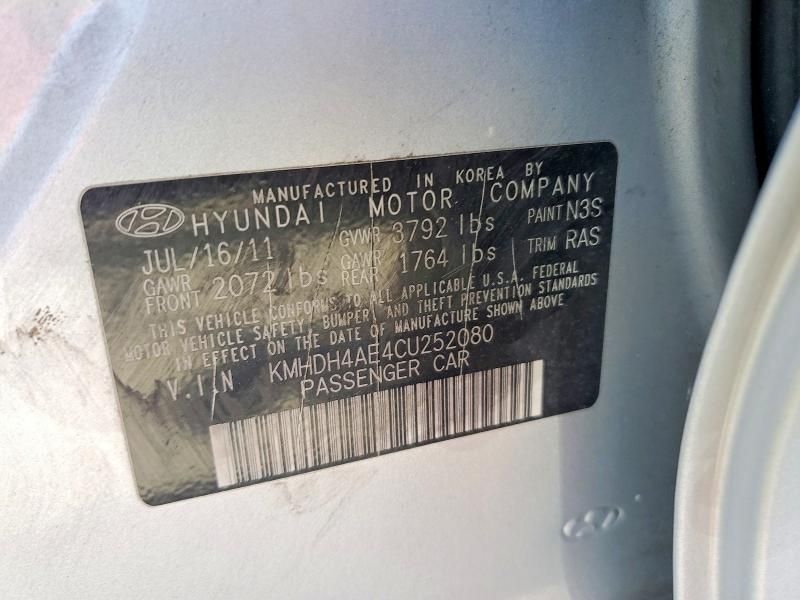 MANUFACTURED IN KOREA BY
HYUNDAI MOTOR COMPANY
JUL/16/11 GVWR 3792 lbs PAINT N3S
GAWR FRONT 2072 lbs GAWR REAR 1764 lbs TRIM RAS
THIS VEHICLE CONFORMS TO ALL APPLICABLE U.S.A. FEDERAL
MOTOR VEHICLE SAFETY, BUMPER, AND THEFT PREVENTION STANDARDS
IN EFFECT ON THE DATE OF MANUFACTURE SHOWN ABOVE
V.I.N KMHDH4AE4CU252080
PASSENGER CAR